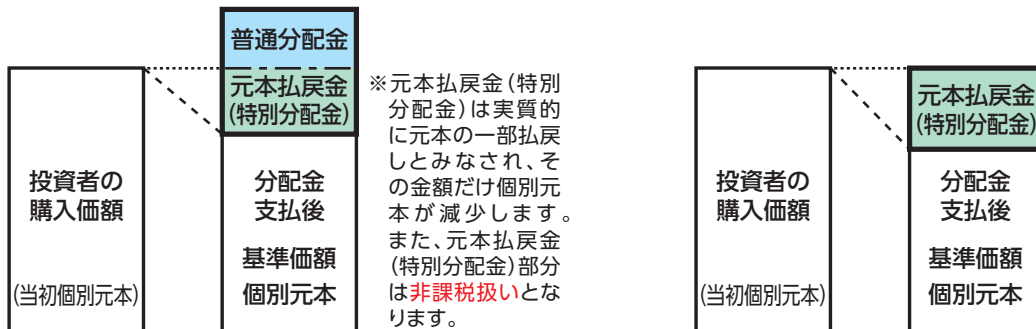 普通分配金
元本払戻金
(特別分配金)
投資者の
購入価額
(当初個別元本)
分配金
支払後
基準価額
個別元本
※元本払戻金(特別
分配金)は実質的
に元本の一部払戻
しとみなされ、そ
の金額だけ個別元
本が減少します。
また、元本払戻金
(特別分配金)部分
は非課税扱いとな
ります。
投資者の
購入価額
(当初個別元本)
元本払戻金
(特別分配金)
分配金
支払後
基準価額
個別元本